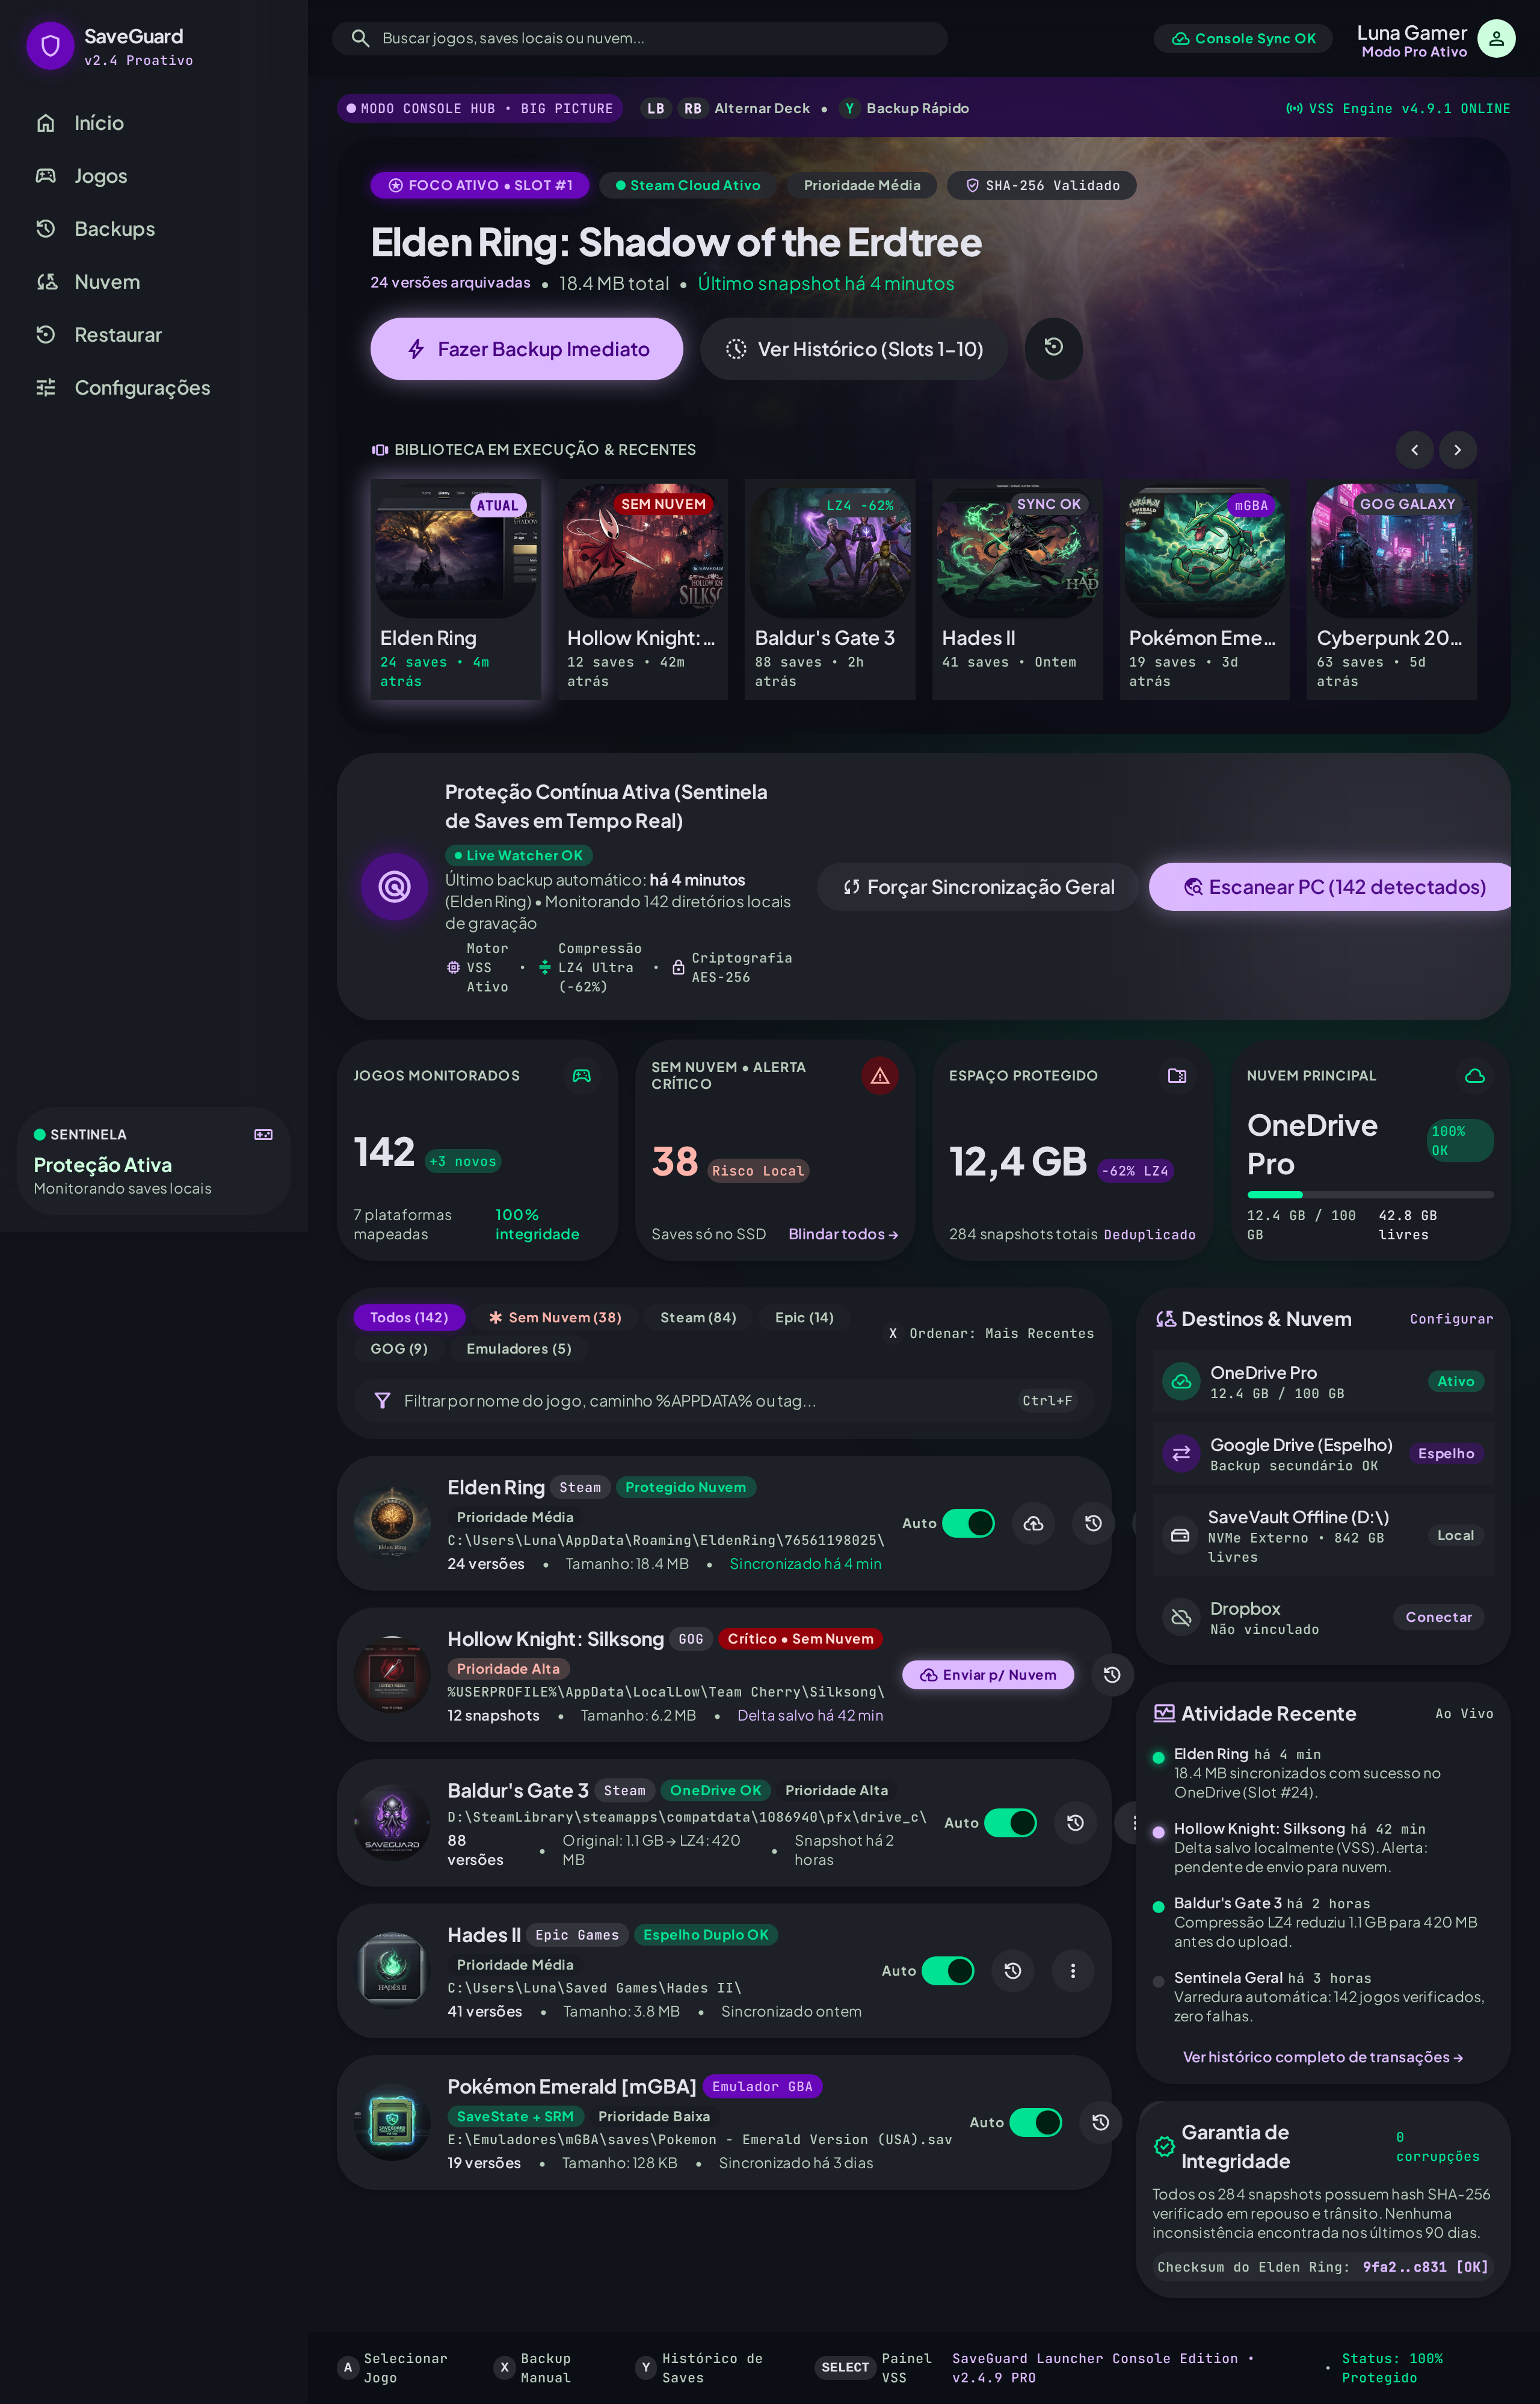 SaveGuard
v2.4 Proativo
Início
Jogos
Backups
Nuvem
Restaurar
Configurações
SENTINELA
Proteção Ativa
Monitorando saves locais
Buscar jogos, saves locais ou nuvem...
Console Sync OK
Luna Gamer
Modo Pro Ativo
MODO CONSOLE HUB • BIG PICTURE
LB RB Alternar Deck • Y Backup Rápido
VSS Engine v4.9.1 ONLINE
FOCO ATIVO • SLOT #1
Steam Cloud Ativo
Prioridade Média
SHA-256 Validado
Elden Ring: Shadow of the Erdtree
24 versões arquivadas • 18.4 MB total • Último snapshot há 4 minutos
Fazer Backup Imediato
Ver Histórico (Slots 1-10)
BIBLIOTECA EM EXECUÇÃO & RECENTES
ATUAL
Elden Ring
24 saves • 4m
atrás
SEM NUVEM
Hollow Knight:...
12 saves • 42m
atrás
LZ4 -62%
Baldur's Gate 3
88 saves • 2h
atrás
SYNC OK
Hades II
41 saves • Ontem
mGBA
Pokémon Eme...
19 saves • 3d
atrás
GOG GALAXY
Cyberpunk 20...
63 saves • 5d
atrás
Proteção Contínua Ativa (Sentinela
de Saves em Tempo Real)
Live Watcher OK
Último backup automático: há 4 minutos
(Elden Ring) • Monitorando 142 diretórios locais
de gravação
Motor
VSS
Ativo
•
Compressão
LZ4 Ultra
(-62%)
•
Criptografia
AES-256
Forçar Sincronização Geral
Escanear PC (142 detectados)
JOGOS MONITORADOS
142 +3 novos
7 plataformas
mapeadas
100%
integridade
SEM NUVEM • ALERTA
CRÍTICO
38 Risco Local
Saves só no SSD
Blindar todos →
ESPAÇO PROTEGIDO
12,4 GB -62% LZ4
284 snapshots totais Deduplicado
NUVEM PRINCIPAL
OneDrive
Pro
100%
OK
12.4 GB / 100
GB
42.8 GB
livres
Todos (142)
Sem Nuvem (38)
Steam (84)
Epic (14)
GOG (9)
Emuladores (5)
X Ordenar: Mais Recentes
Filtrar por nome do jogo, caminho %APPDATA% ou tag...
Ctrl+F
Elden Ring Steam Protegido Nuvem
Prioridade Média
C:\Users\Luna\AppData\Roaming\EldenRing\76561198025\
24 versões • Tamanho: 18.4 MB • Sincronizado há 4 min
Auto
Hollow Knight: Silksong GOG Crítico • Sem Nuvem
Prioridade Alta
%USERPROFILE%\AppData\LocalLow\Team Cherry\Silksong\
12 snapshots • Tamanho: 6.2 MB • Delta salvo há 42 min
Enviar p/ Nuvem
Baldur's Gate 3 Steam OneDrive OK Prioridade Alta
D:\SteamLibrary\steamapps\compatdata\1086940\pfx\drive_c\
88
versões
•
Original: 1.1 GB → LZ4: 420
MB
•
Snapshot há 2
horas
Auto
SAVEGUARD
Hades II Epic Games Espelho Duplo OK
Prioridade Média
C:\Users\Luna\Saved Games\Hades II\
41 versões • Tamanho: 3.8 MB • Sincronizado ontem
Auto
HADES II
Pokémon Emerald [mGBA] Emulador GBA
SaveState + SRM Prioridade Baixa
E:\Emuladores\mGBA\saves\Pokemon - Emerald Version (USA).sav
19 versões • Tamanho: 128 KB • Sincronizado há 3 dias
Auto
Destinos & Nuvem
Configurar
OneDrive Pro
12.4 GB / 100 GB
Ativo
Google Drive (Espelho)
Backup secundário OK
Espelho
SaveVault Offline (D:\)
NVMe Externo • 842 GB
livres
Local
Dropbox
Não vinculado
Conectar
Atividade Recente
Ao Vivo
Elden Ring há 4 min
18.4 MB sincronizados com sucesso no
OneDrive (Slot #24).
Hollow Knight: Silksong há 42 min
Delta salvo localmente (VSS). Alerta:
pendente de envio para nuvem.
Baldur's Gate 3 há 2 horas
Compressão LZ4 reduziu 1.1 GB para 420 MB
antes do upload.
Sentinela Geral há 3 horas
Varredura automática: 142 jogos verificados,
zero falhas.
Ver histórico completo de transações →
Garantia de
Integridade
0
corrupções
Todos os 284 snapshots possuem hash SHA-256
verificado em repouso e trânsito. Nenhuma
inconsistência encontrada nos últimos 90 dias.
Checksum do Elden Ring: 9fa2..c831 [OK]
A Selecionar
Jogo
X Backup
Manual
Y Histórico de
Saves
SELECT Painel
VSS
SaveGuard Launcher Console Edition •
v2.4.9 PRO
•
Status: 100%
Protegido